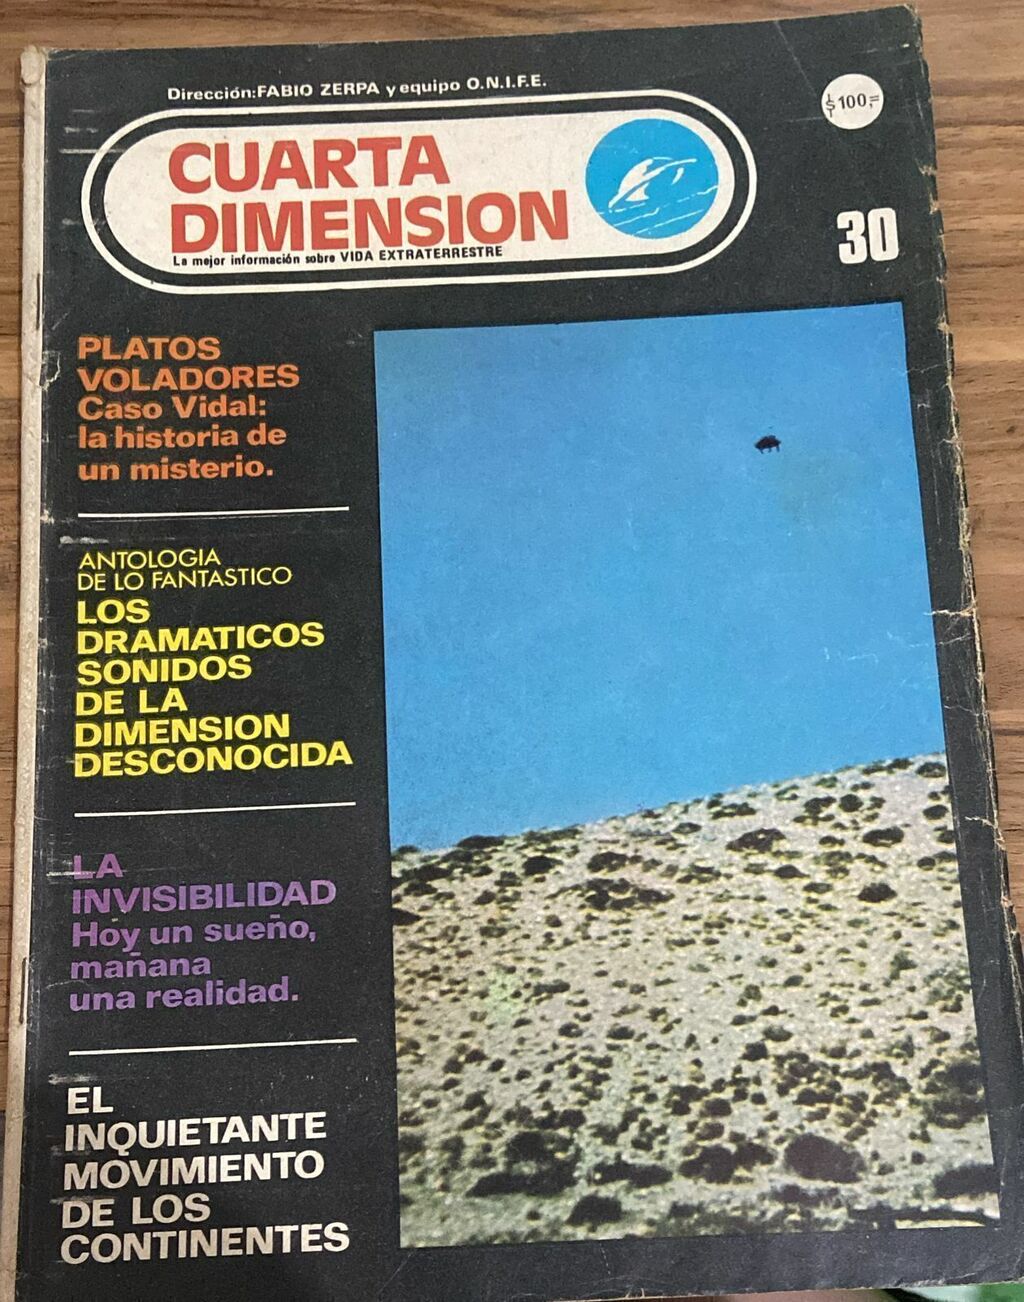 Dirección: FABIO ZERPA y equipo O.N.I.F.E.
$ 100,=
CUARTA
DIMENSION
La mejor información sobre VIDA EXTRATERRESTRE
30
PLATOS
VOLADORES
Caso Vidal:
la historia de
un misterio.
ANTOLOGIA
DE LO FANTASTICO
LOS
DRAMATICOS
SONIDOS
DE LA
DIMENSION
DESCONOCIDA
LA
INVISIBILIDAD
Hoy un sueño,
mañana
una realidad.
EL
INQUIETANTE
MOVIMIENTO
DE LOS
CONTINENTES